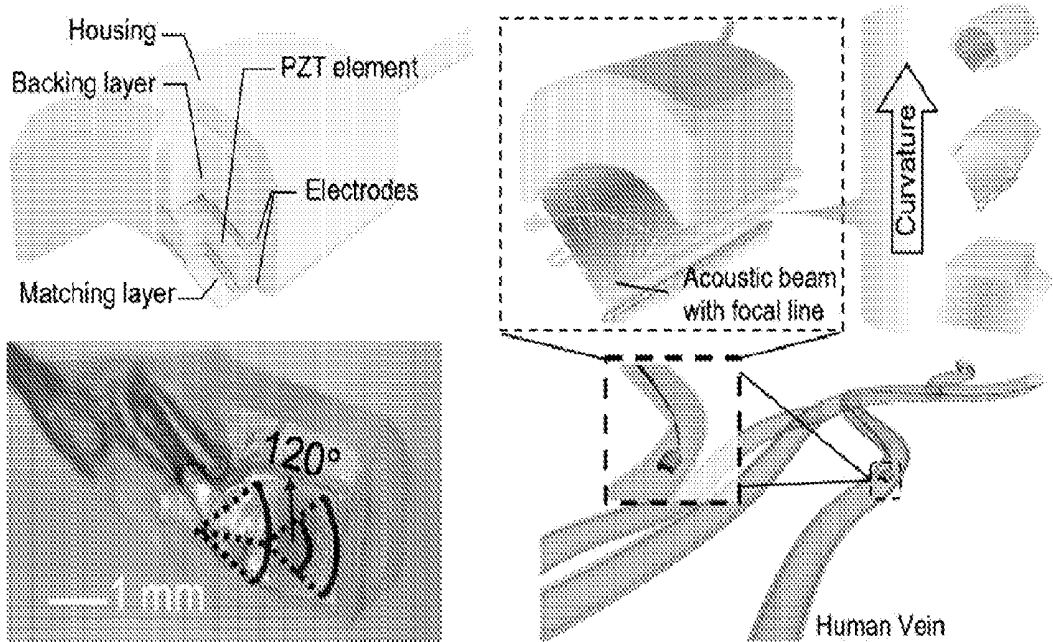 Housing
Backing layer
PZT element
Electrodes
Matching layer
Acoustic beam
with focal line
Curvature
120°
h
1 mm
Human Vein